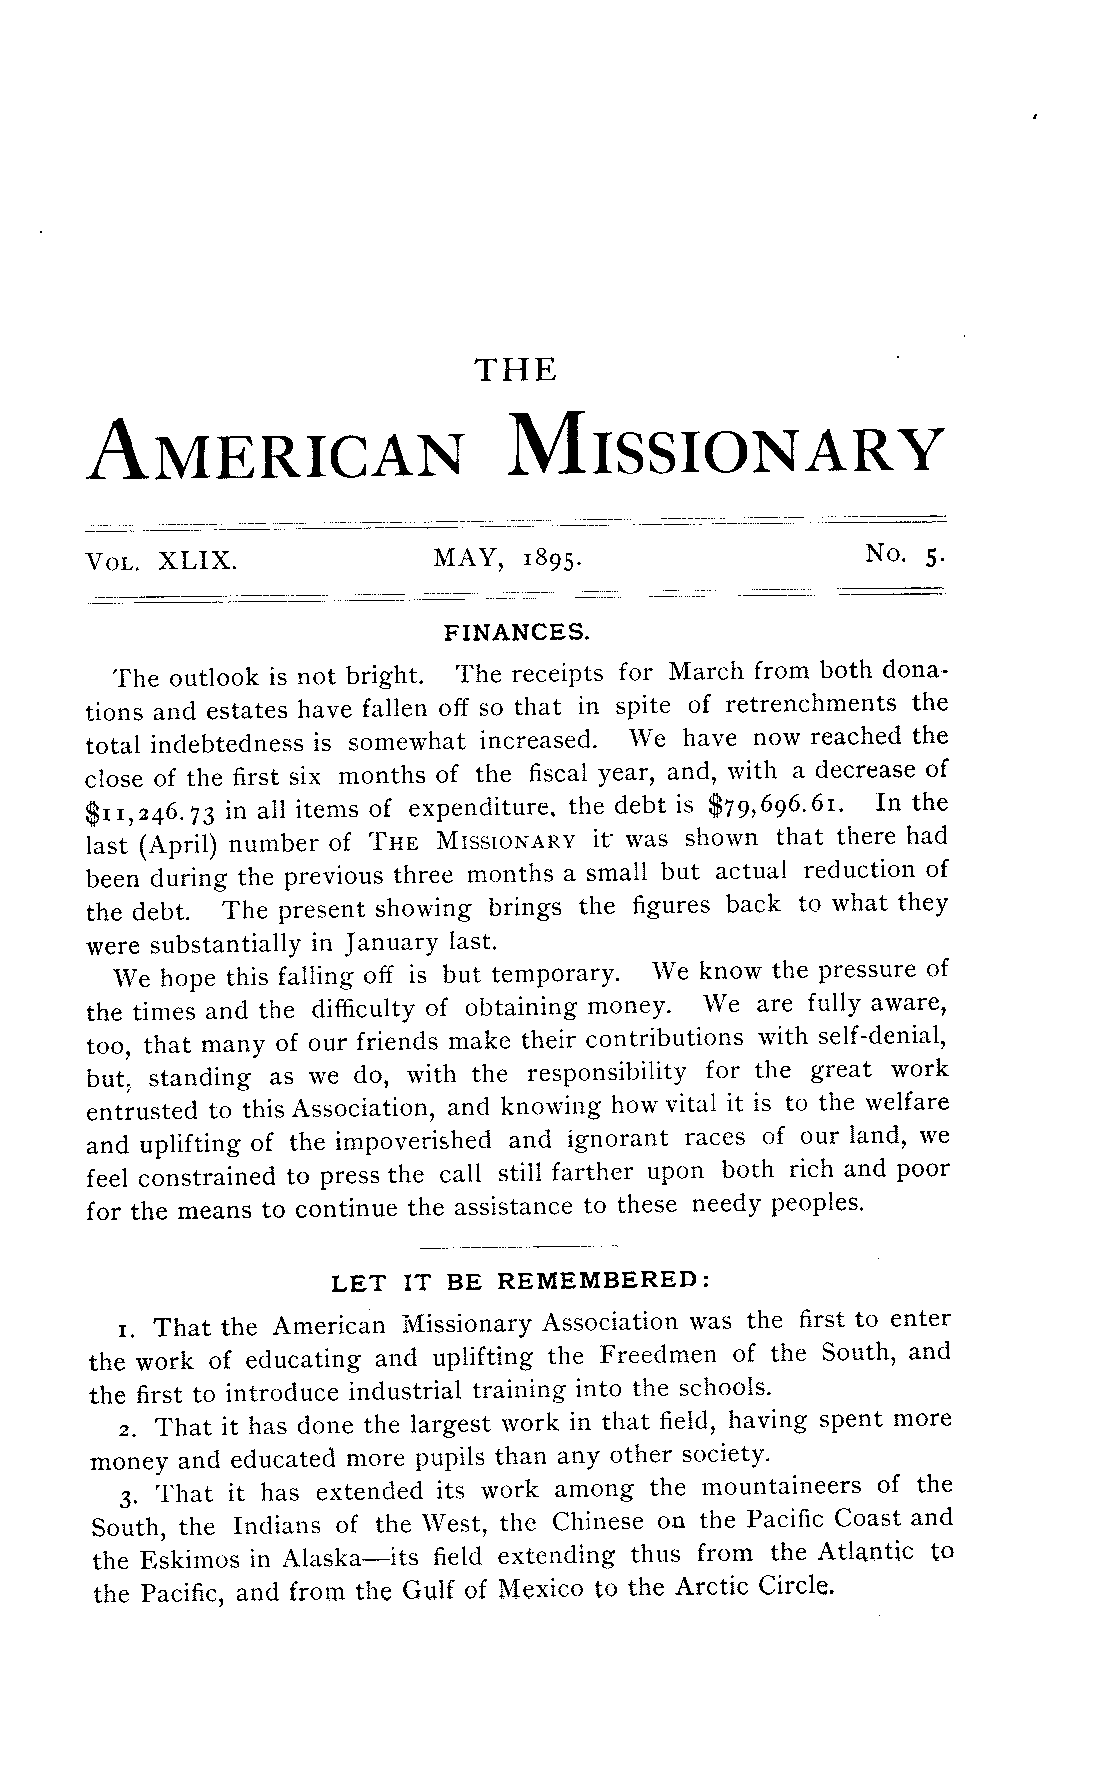 THE
AMERICAN MISSIONARY
VOL. XLIX. MAY, 1895. No. 5.
FINANCES.
The outlook is not bright. The receipts for March from both dona-
tions and estates have fallen off so that in spite of retrenchments the
total indebtedness is somewhat increased. We have now reached the
close of the first six months of the fiscal year, and, with a decrease of
$11,246.73 in all items of expenditure, the debt is $79,696.61. In the
last (April) number of THE MISSIONARY it was shown that there had
been during the previous three months a small but actual reduction of
the debt. The present showing brings the figures back to what they
were substantially in January last.
We hope this falling off is but temporary. We know the pressure of
the times and the difficulty of obtaining money. We are fully aware,
too, that many of our friends make their contributions with self-denial,
but, standing as we do, with the responsibility for the great work
entrusted to this Association, and knowing how vital it is to the welfare
and uplifting of the impoverished and ignorant races of our land, we
feel constrained to press the call still farther upon both rich and poor
for the means to continue the assistance to these needy peoples.
LET IT BE REMEMBERED:
1. That the American Missionary Association was the first to enter
the work of educating and uplifting the Freedmen of the South, and
the first to introduce industrial training into the schools.
2. That it has done the largest work in that field, having spent more
money and educated more pupils than any other society.
3. That it has extended its work among the mountaineers of the
South, the Indians of the West, the Chinese on the Pacific Coast and
the Eskimos in Alaska—its field extending thus from the Atlantic to
the Pacific, and from the Gulf of Mexico to the Arctic Circle.